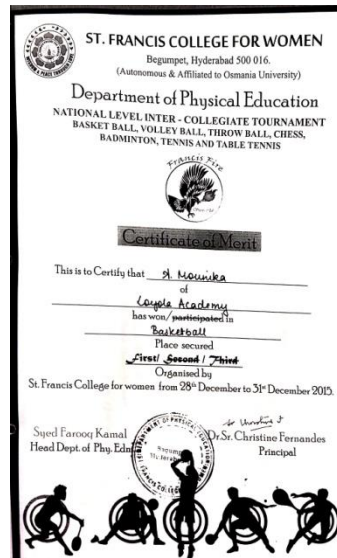 ST. FRANCIS COLLEGE FOR WOMEN
Begumpet, Hyderabad 500 016.
(Autonomous & Affiliated to Osmania University)
Department of Physical Education
NATIONAL LEVEL INTER - COLLEGIATE TOURNAMENT
BASKET BALL, VOLLEY BALL, THROW BALL, CHESS,
BADMINTON, TENNIS AND TABLE TENNIS
Francis Fire
Certificate of Merit
This is to Certify that A. Mounika
of
Loyola Academy
has won/ participated in
Basketball
Place secured
First/ Second / Third
Organised by
St. Francis College for women from 28th December to 31st December 2015.
Syed Farooq Kamal
Head Dept. of Phy. Edn
Dr.Sr. Christine Fernandes
Principal